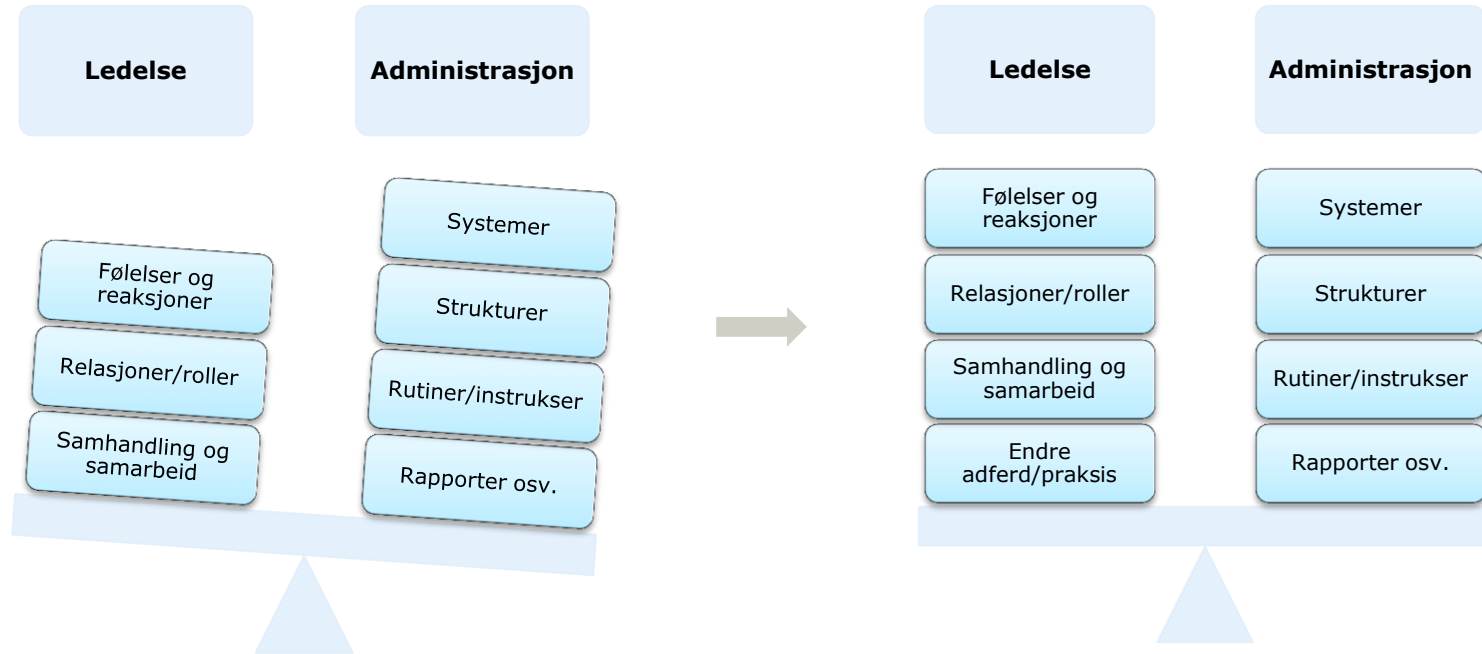 Ledelse
Administrasjon
Følelser og
reaksjoner
Relasjoner/roller
Samhandling og
samarbeid
Systemer
Strukturer
Rutiner/instrukser
Rapporter osv.
Ledelse
Administrasjon
Følelser og
reaksjoner
Relasjoner/roller
Samhandling og
samarbeid
Endre
adferd/praksis
Systemer
Strukturer
Rutiner/instrukser
Rapporter osv.